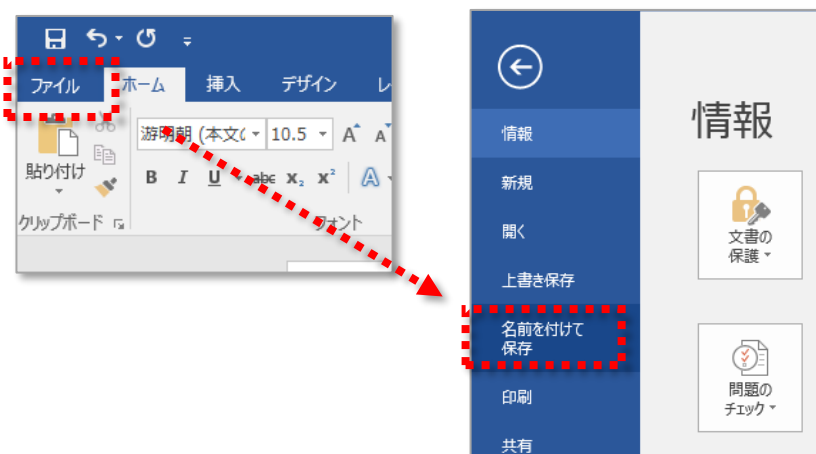 ファイル ホーム 挿入 デザイン レ
游明朝 (本文( 10.5 A A
貼り付け
B I U abc x₂ x² A
クリップボード フォント
情報
新規
開く
上書き保存
名前を付けて
保存
印刷
共有
情報
文書の
保護
問題の
チェック